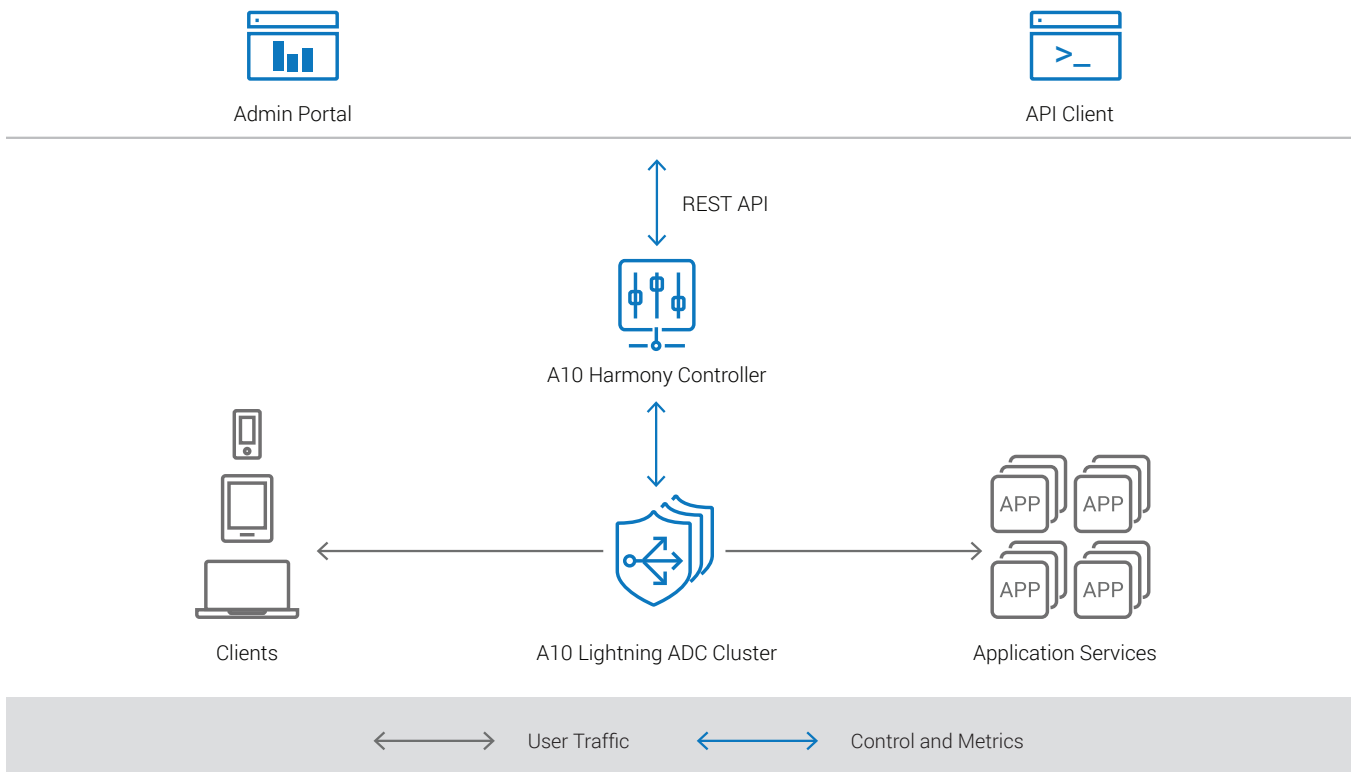 >_
Admin Portal
API Client
REST API
A10 Harmony Controller
APP
APP
APP
APP
Clients
A10 Lightning ADC Cluster
Application Services
User Traffic
Control and Metrics